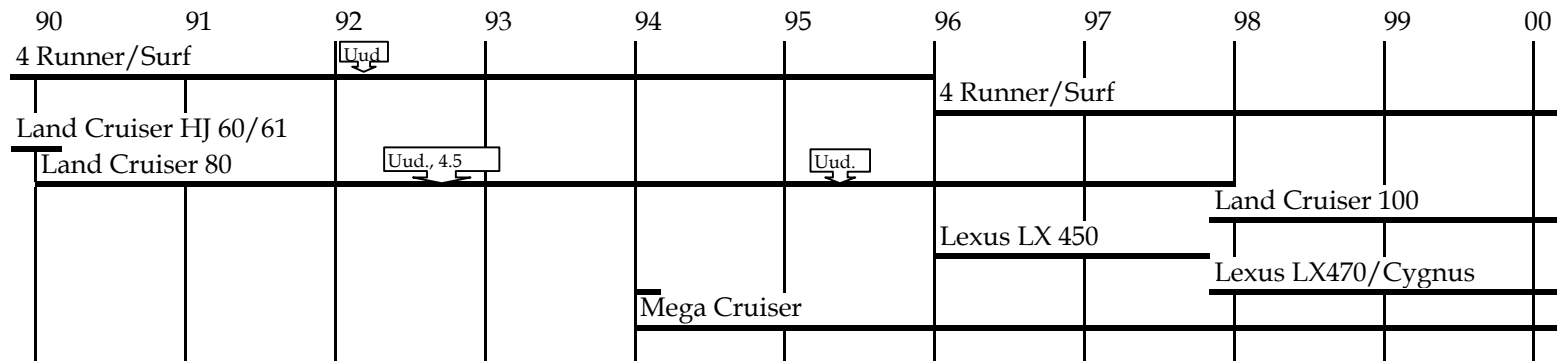 90 91 92 93 94 95 96 97 98 99 00
4 Runner/Surf
Uud
4 Runner/Surf
Land Cruiser HJ 60/61
Land Cruiser 80
Uud., 4.5
Uud.
Land Cruiser 100
Lexus LX 450
Lexus LX470/Cygnus
Mega Cruiser